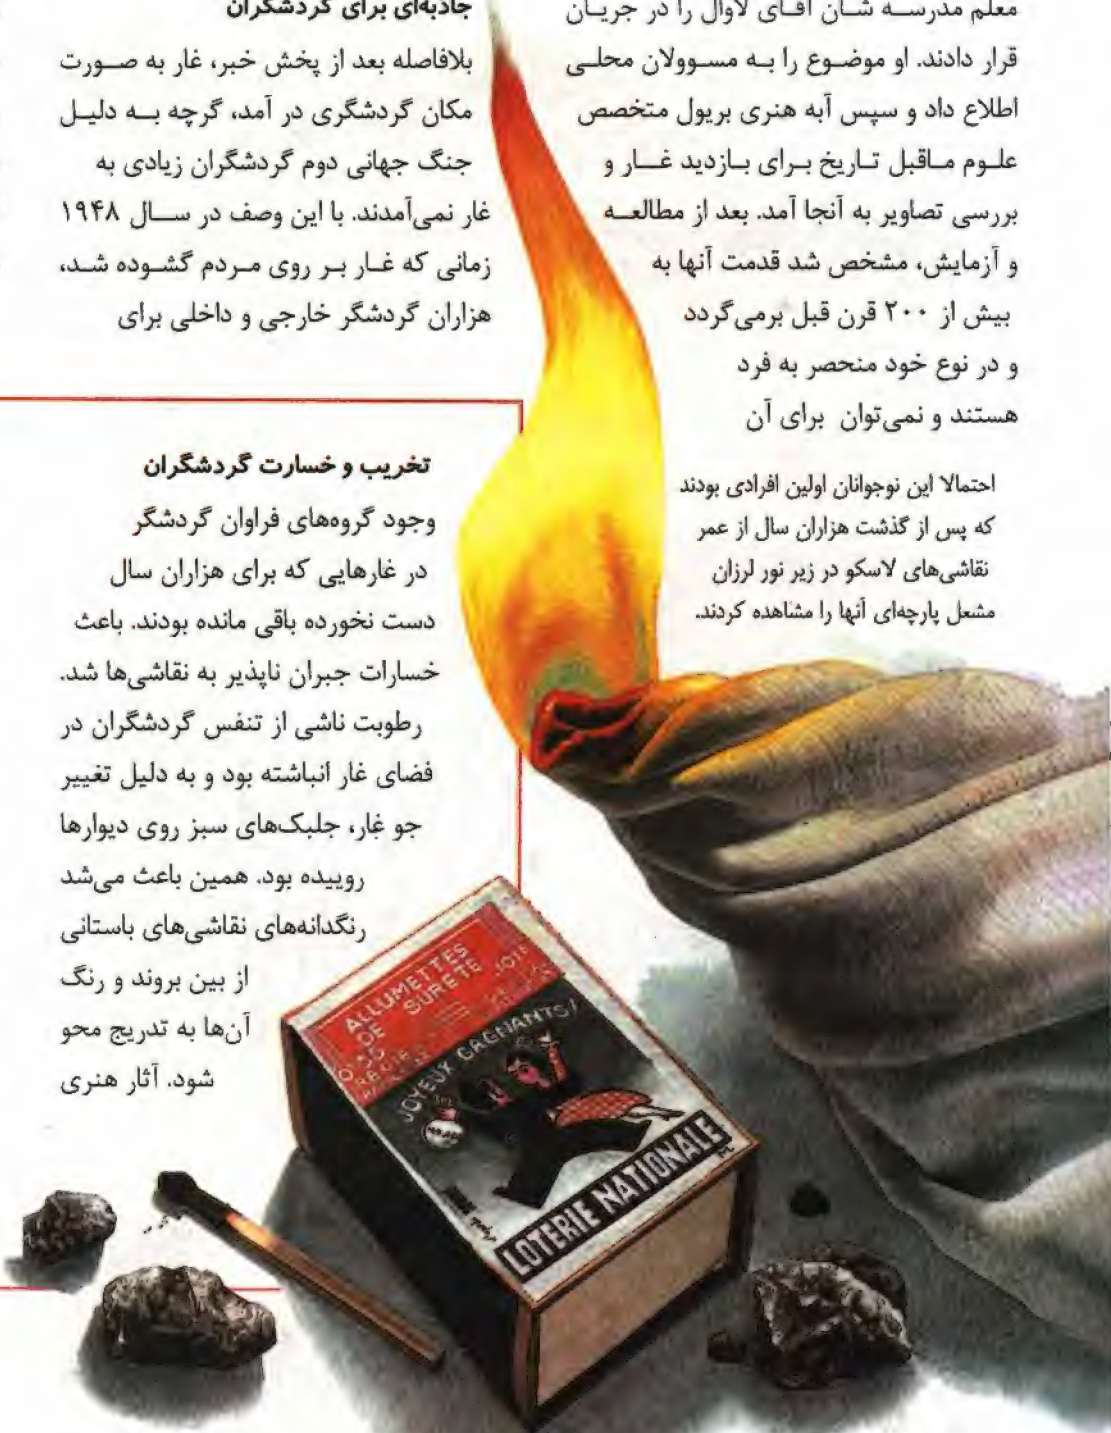 معلم مدرسه شان آقای لاوال را در جریان
قرار دادند. او موضوع را به مسوولان محلی
اطلاع داد و سپس آبه هنری بریول متخصص
علوم ماقبل تاریخ برای بازدید غار و
بررسی تصاویر به آنجا آمد. بعد از مطالعه
و آزمایش، مشخص شد قدمت آنها به
بیش از ۲۰۰ قرن قبل برمی‌گردد
و در نوع خود منحصر به فرد
هستند و نمی‌توان برای آن
احتمالا این نوجوانان اولین افرادی بودند
که پس از گذشت هزاران سال از عمر
نقاشی‌های لاسکو در زیر نور لرزان
مشعل پارچه‌ای آنها را مشاهده کردند.
جاذبه‌ای برای گردشگران
بلافاصله بعد از پخش خبر، غار به صورت
مکان گردشگری در آمد، گرچه به دلیل
جنگ جهانی دوم گردشگران زیادی به
غار نمی‌آمدند. با این وصف در سال ۱۹۴۸
زمانی که غار بر روی مردم گشوده شد،
هزاران گردشگر خارجی و داخلی برای
تخریب و خسارت گردشگران
وجود گروه‌های فراوان گردشگر
در غارهایی که برای هزاران سال
دست نخورده باقی مانده بودند. باعث
خسارات جبران ناپذیر به نقاشی‌ها شد.
رطوبت ناشی از تنفس گردشگران در
فضای غار انباشته بود و به دلیل تغییر
جو غار، جلبک‌های سبز روی دیوارها
روییده بود. همین باعث می‌شد
رنگدانه‌های نقاشی‌های باستانی
از بین بروند و رنگ
آن‌ها به تدریج محو
شود. آثار هنری
ALLUMETTES
DE SURETE
JOYEUX GAGNANTS!
LOTERIE NATIONALE